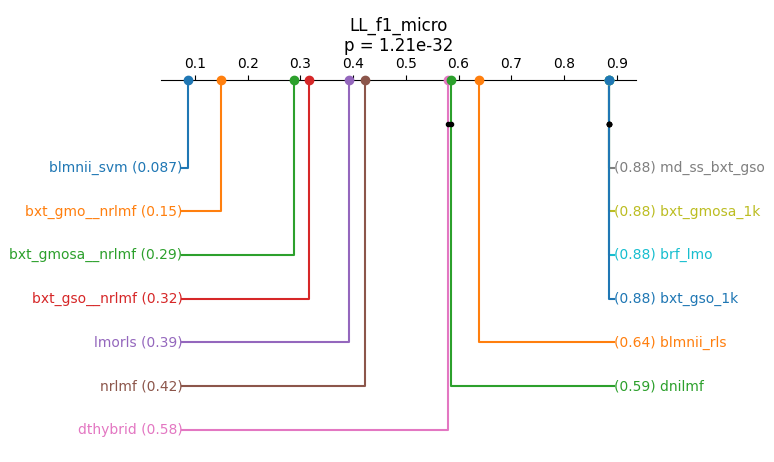 LL_f1_micro
p = 1.21e-32
0.1 0.2 0.3 0.4 0.5 0.6 0.7 0.8 0.9
blmnii_svm (0.087)
(0.88) md_ss_bxt_gso
bxt_gmo__nrlmf (0.15)
(0.88) bxt_gmosa_1k
bxt_gmosa__nrlmf (0.29)
(0.88) brf_lmo
bxt_gso__nrlmf (0.32)
(0.88) bxt_gso_1k
lmorls (0.39)
(0.64) blmnii_rls
nrlmf (0.42)
(0.59) dnilmf
dthybrid (0.58)